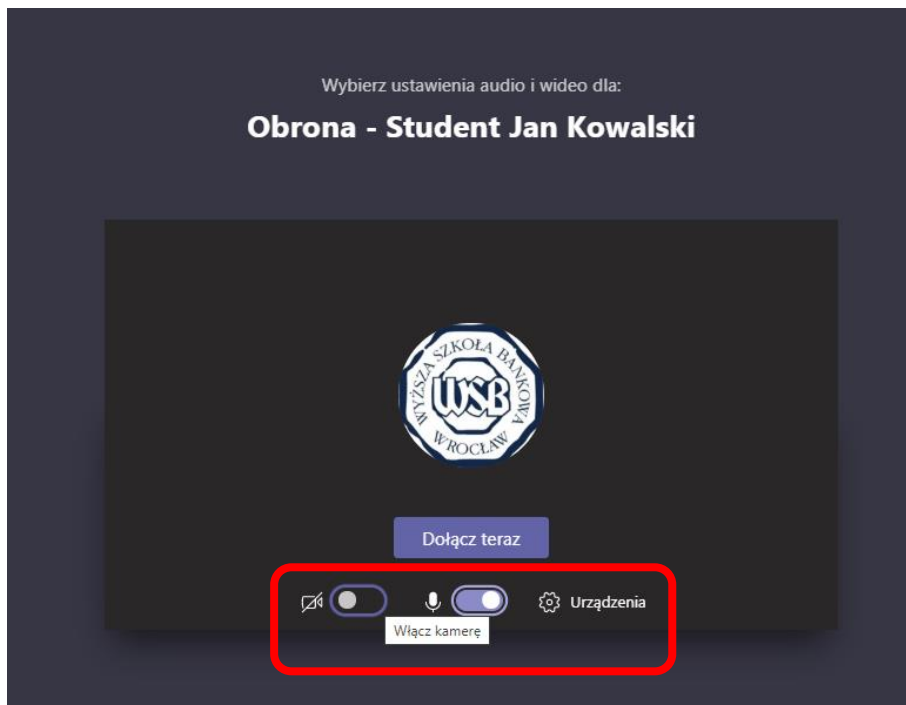 Wybierz ustawienia audio i wideo dla:
Obrona - Student Jan Kowalski
WYŻSZA SZKOŁA BANKOWA
WSB
WROCŁAW
Dołącz teraz
Urządzenia
Włącz kamerę